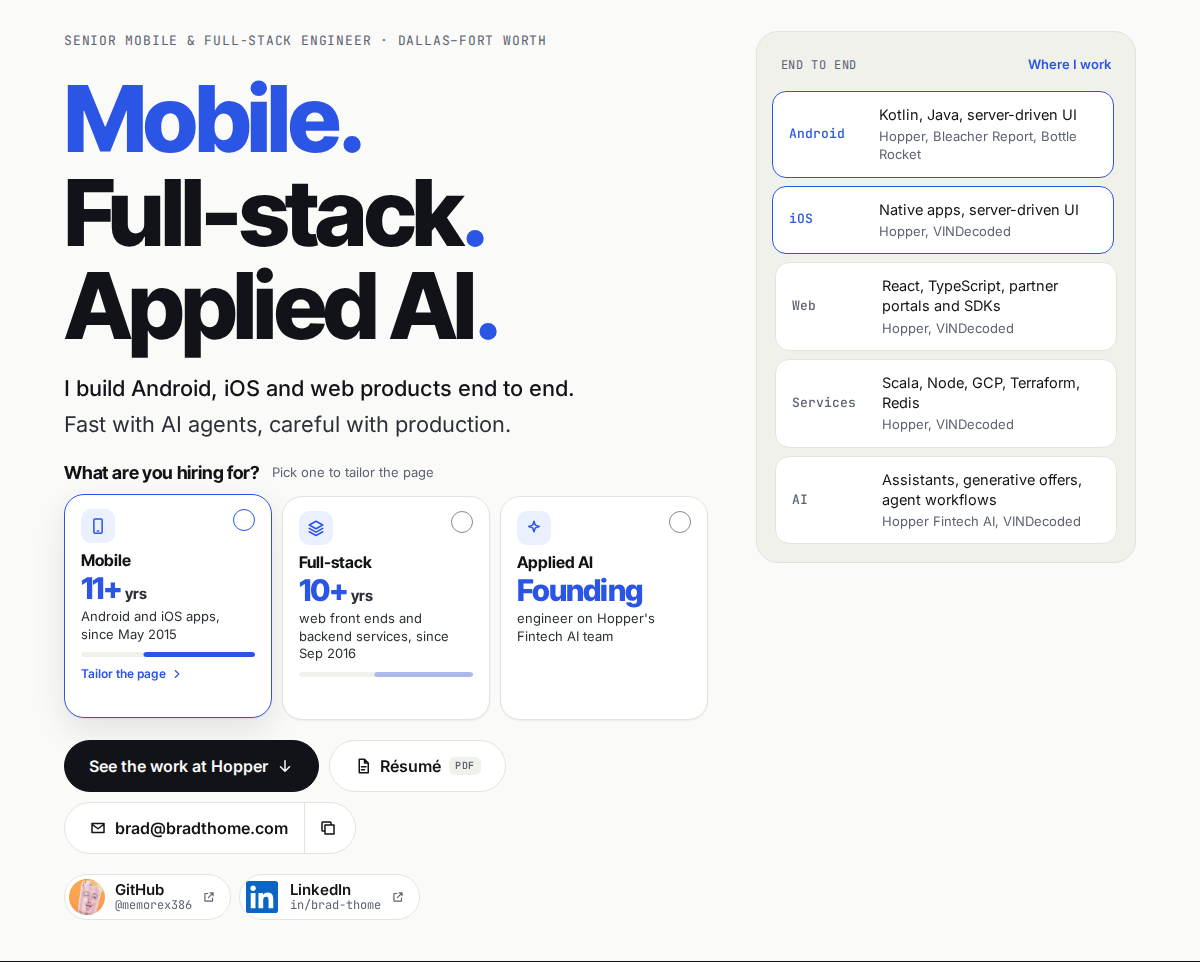 SENIOR MOBILE & FULL-STACK ENGINEER · DALLAS–FORT WORTH
Mobile.
Full-stack.
Applied AI.
I build Android, iOS and web products end to end.
Fast with AI agents, careful with production.
What are you hiring for? Pick one to tailor the page
Mobile
11+ yrs
Android and iOS apps,
since May 2015
Tailor the page
Full-stack
10+ yrs
web front ends and
backend services, since
Sep 2016
Applied AI
Founding
engineer on Hopper's
Fintech AI team
See the work at Hopper
Résumé PDF
brad@bradthome.com
GitHub
@memorex386
LinkedIn
in/brad-thome
END TO END
Where I work
Android
Kotlin, Java, server-driven UI
Hopper, Bleacher Report, Bottle
Rocket
iOS
Native apps, server-driven UI
Hopper, VINDecoded
Web
React, TypeScript, partner
portals and SDKs
Hopper, VINDecoded
Services
Scala, Node, GCP, Terraform,
Redis
Hopper, VINDecoded
AI
Assistants, generative offers,
agent workflows
Hopper Fintech AI, VINDecoded